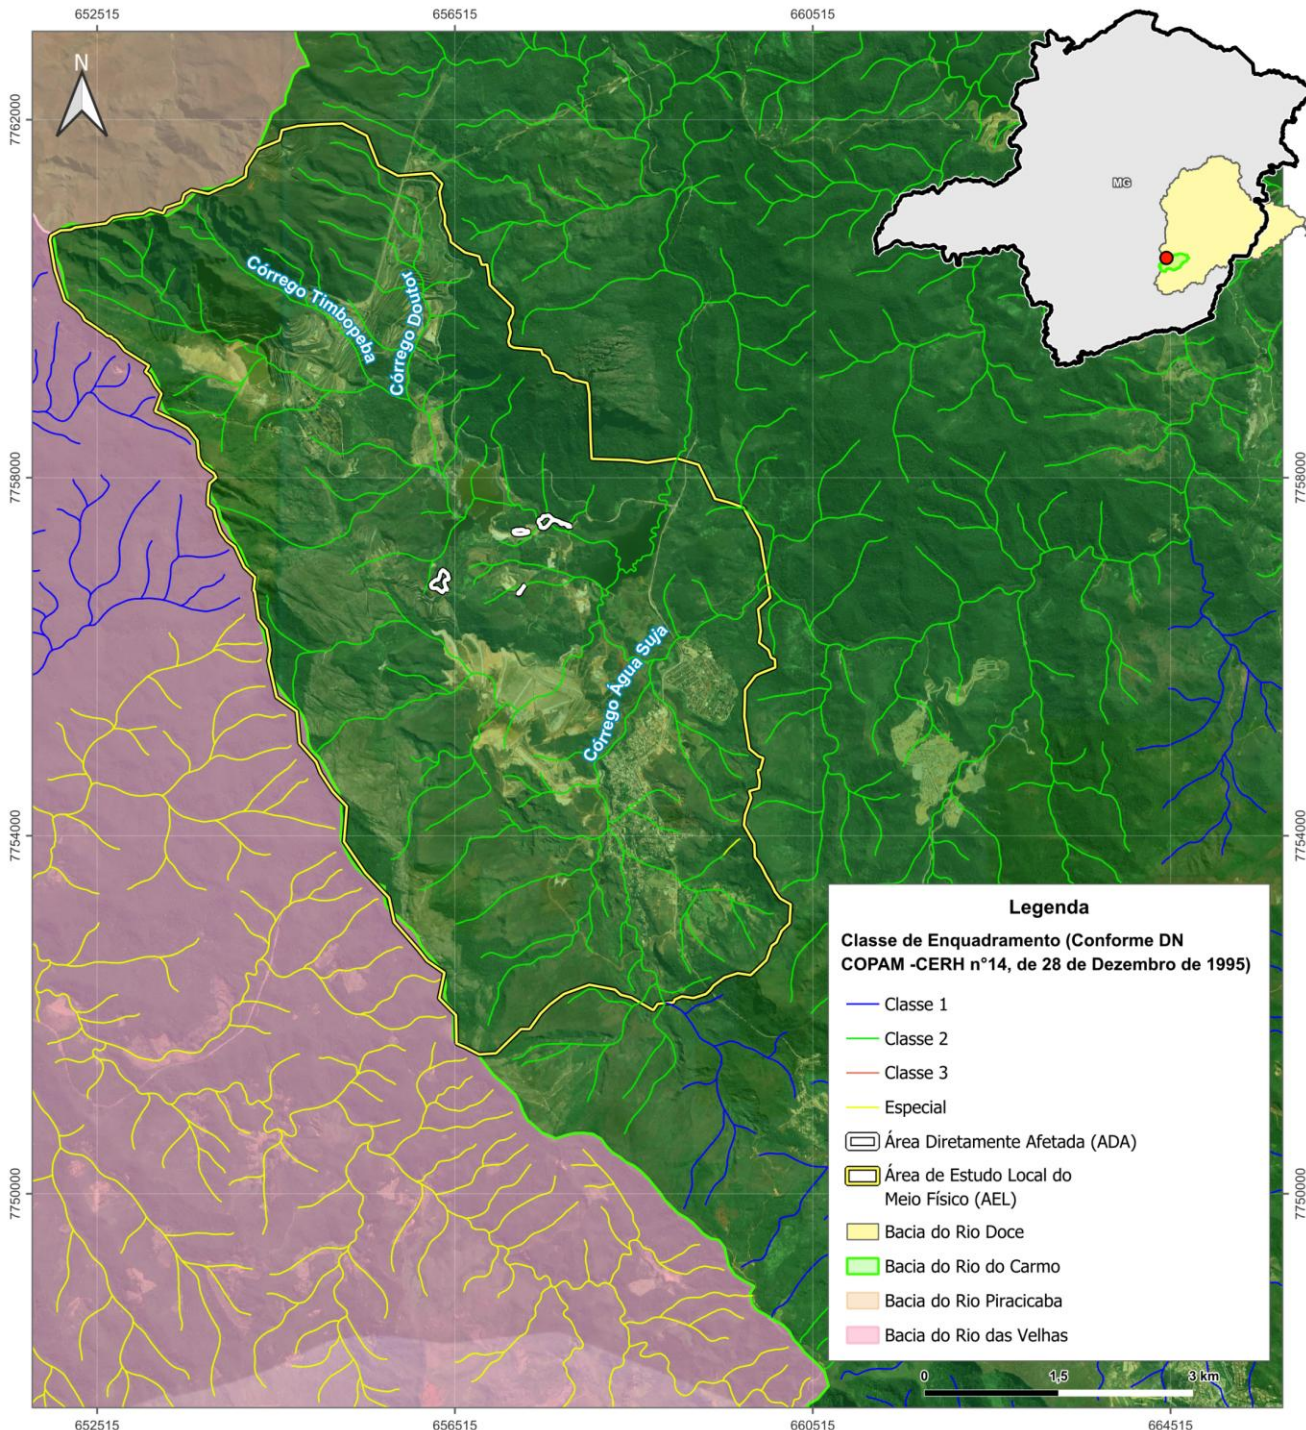 652515
656515
660515
N
MG
7762000
Córrego Timbopeba
Córrego Doutor
7758000
7758000
Córrego Água Suja
7754000
7754000
Legenda
Classe de Enquadramento (Conforme DN
COPAM -CERH n°14, de 28 de Dezembro de 1995)
Classe 1
Classe 2
Classe 3
Especial
Área Diretamente Afetada (ADA)
Área de Estudo Local do
Meio Físico (AEL)
Bacia do Rio Doce
Bacia do Rio do Carmo
Bacia do Rio Piracicaba
Bacia do Rio das Velhas
0 1,5 3 km
7750000
7750000
652515
656515
660515
664515